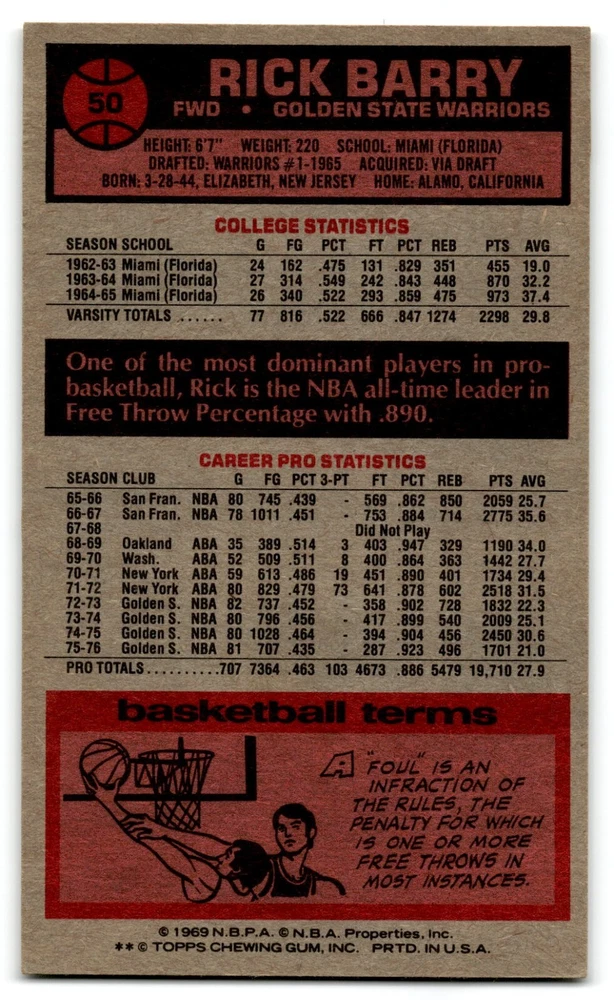 50
RICK BARRY
FWD • GOLDEN STATE WARRIORS
HEIGHT: 6'7" WEIGHT: 220 SCHOOL: MIAMI (FLORIDA)
DRAFTED: WARRIORS #1-1965 ACQUIRED: VIA DRAFT
BORN: 3-28-44, ELIZABETH, NEW JERSEY HOME: ALAMO, CALIFORNIA
COLLEGE STATISTICS
SEASON SCHOOL G FG PCT FT PCT REB PTS AVG
1962-63 Miami (Florida) 24 162 .475 131 .829 351 455 19.0
1963-64 Miami (Florida) 27 314 .549 242 .843 448 870 32.2
1964-65 Miami (Florida) 26 340 .522 293 .859 475 973 37.4
VARSITY TOTALS ...... 77 816 .522 666 .847 1274 2298 29.8
One of the most dominant players in pro-
basketball, Rick is the NBA all-time leader in
Free Throw Percentage with .890.
CAREER PRO STATISTICS
SEASON CLUB G FG PCT 3-PT FT PCT REB PTS AVG
65-66 San Fran. NBA 80 745 .439 - 569 .862 850 2059 25.7
66-67 San Fran. NBA 78 1011 .451 - 753 .884 714 2775 35.6
67-68 Did Not Play
68-69 Oakland ABA 35 389 .514 3 403 .947 329 1190 34.0
69-70 Wash. ABA 52 509 .511 8 400 .864 363 1442 27.7
70-71 New York ABA 59 613 .486 19 451 .890 401 1734 29.4
71-72 New York ABA 80 829 .479 73 641 .878 602 2518 31.5
72-73 Golden S. NBA 82 737 .452 - 358 .902 728 1832 22.3
73-74 Golden S. NBA 80 796 .456 - 417 .899 540 2009 25.1
74-75 Golden S. NBA 80 1028 .464 - 394 .904 456 2450 30.6
75-76 Golden S. NBA 81 707 .435 - 287 .923 496 1701 21.0
PRO TOTALS.......... 707 7364 .463 103 4673 .886 5479 19,710 27.9
basketball terms
A "FOUL" IS AN
INFRACTION OF
THE RULES, THE
PENALTY FOR WHICH
IS ONE OR MORE
FREE THROWS IN
MOST INSTANCES.
© 1969 N.B.P.A. © N.B.A. Properties, Inc.
** © TOPPS CHEWING GUM, INC. PRTD. IN U.S.A.